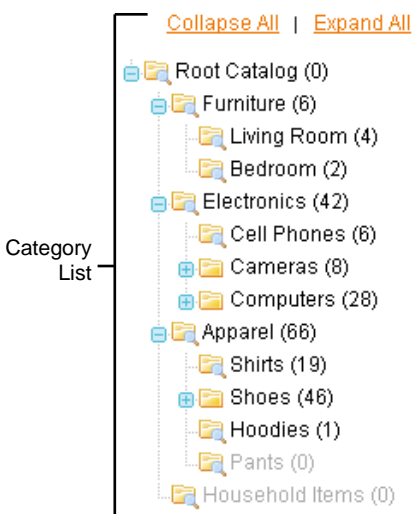 Collapse All | Expand All
Root Catalog (0)
Furniture (6)
Living Room (4)
Bedroom (2)
Electronics (42)
Cell Phones (6)
Cameras (8)
Computers (28)
Apparel (66)
Shirts (19)
Shoes (46)
Hoodies (1)
Pants (0)
Household Items (0)
Category
List